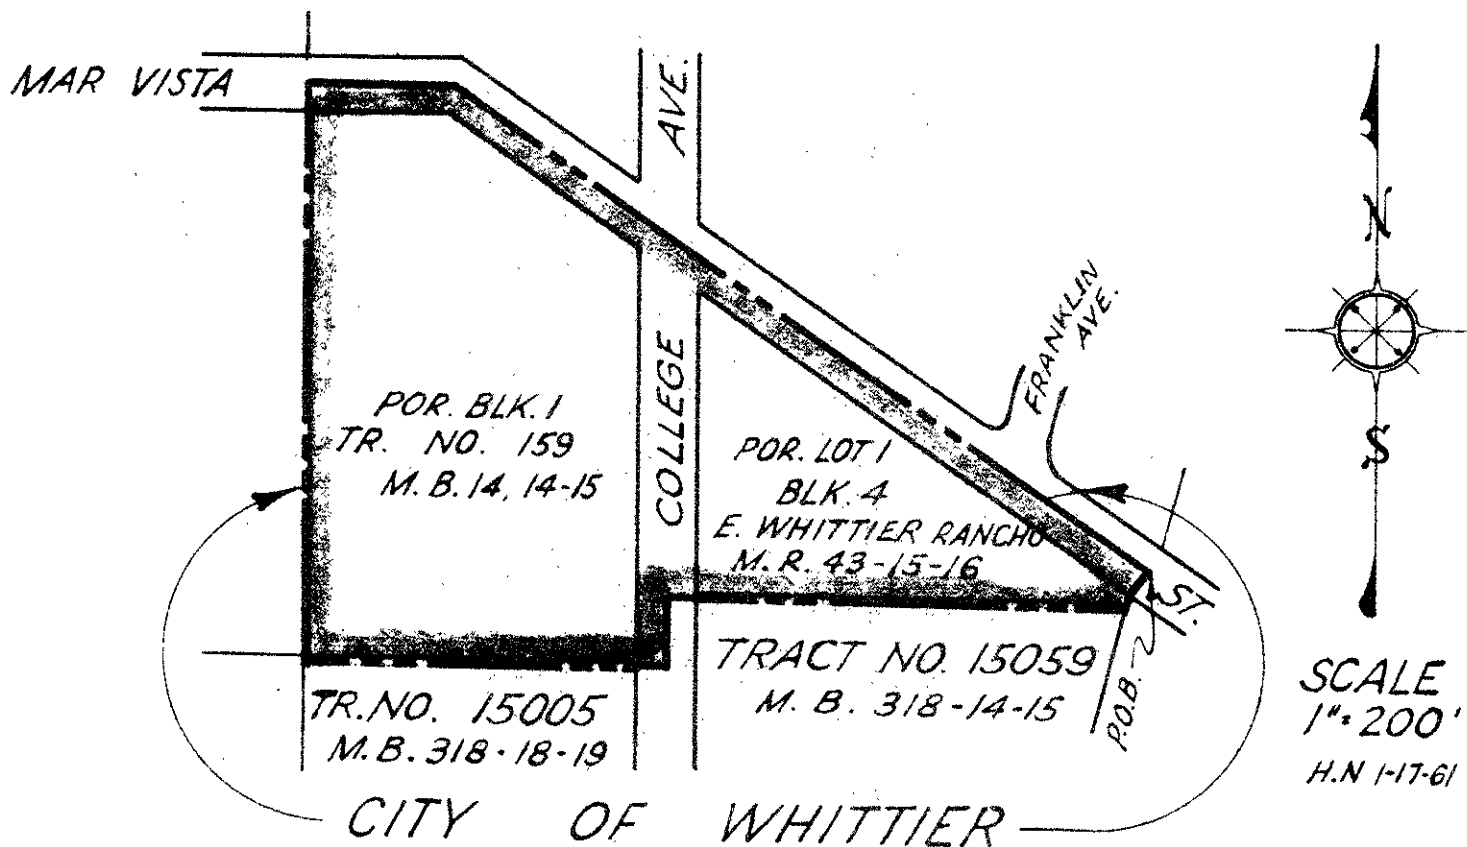 MAR VISTA
AVE.
COLLEGE
FRANKLIN
AVE.
N
S
POR. BLK. 1
TR. NO. 159
M.B. 14, 14-15
POR. LOT 1
BLK. 4
E. WHITTIER RANCHO
M.R. 43-15-16
ST.
P.O.B.
TR. NO. 15005
M.B. 318-18-19
TRACT NO. 15059
M.B. 318-14-15
SCALE
1"=200'
H.N 1-17-61
CITY OF WHITTIER